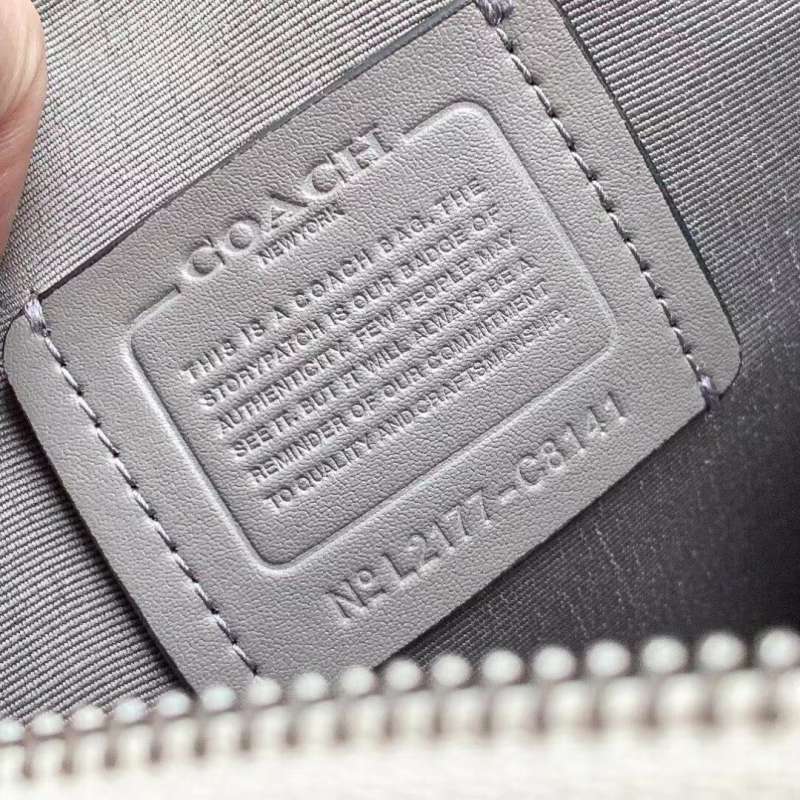 COACH
NEW YORK
THIS IS A COACH BAG. THE
STORYPATCH IS OUR BADGE OF
AUTHENTICITY. FEW PEOPLE MAY
SEE IT, BUT IT WILL ALWAYS BE A
REMINDER OF OUR COMMITMENT
TO QUALITY AND CRAFTSMANSHIP.
Nº L2177-C8141